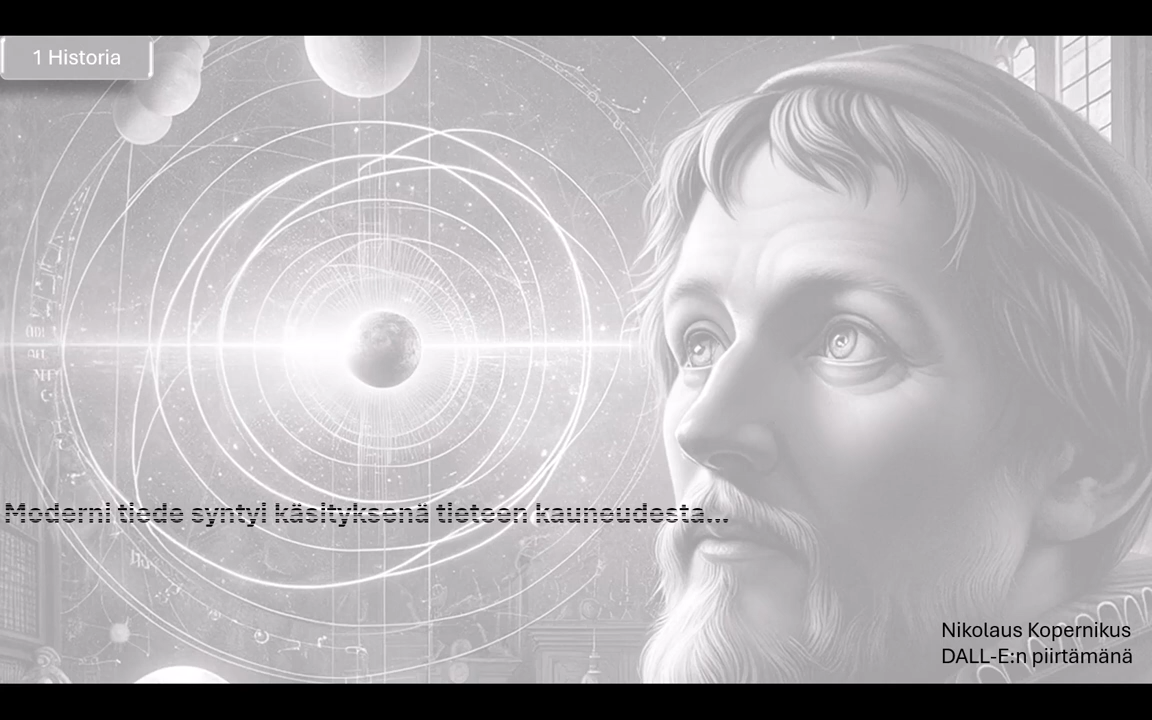 1 Historia
Moderni tiede syntyi käsityksenä tieteen kauneudesta...
Nikolaus Kopernikus
DALL-E:n piirtämänä